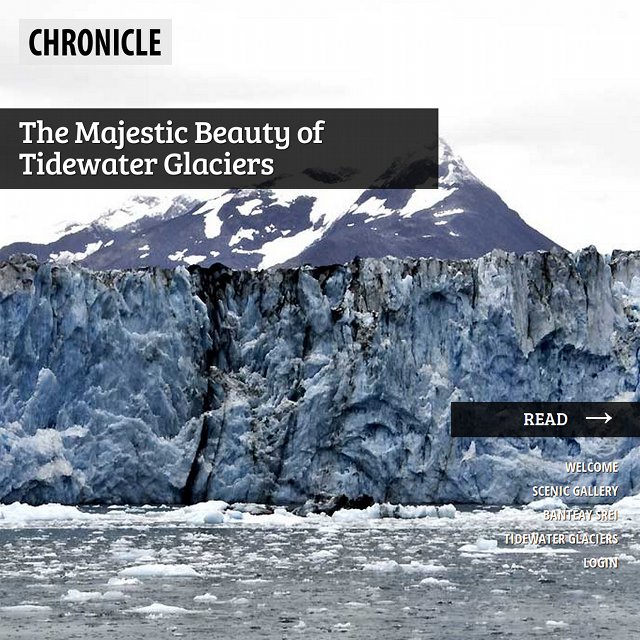 CHRONICLE
The Majestic Beauty of
Tidewater Glaciers
READ →
WELCOME
SCENIC GALLERY
BANTEAY SREI
TIDEWATER GLACIERS
LOGIN